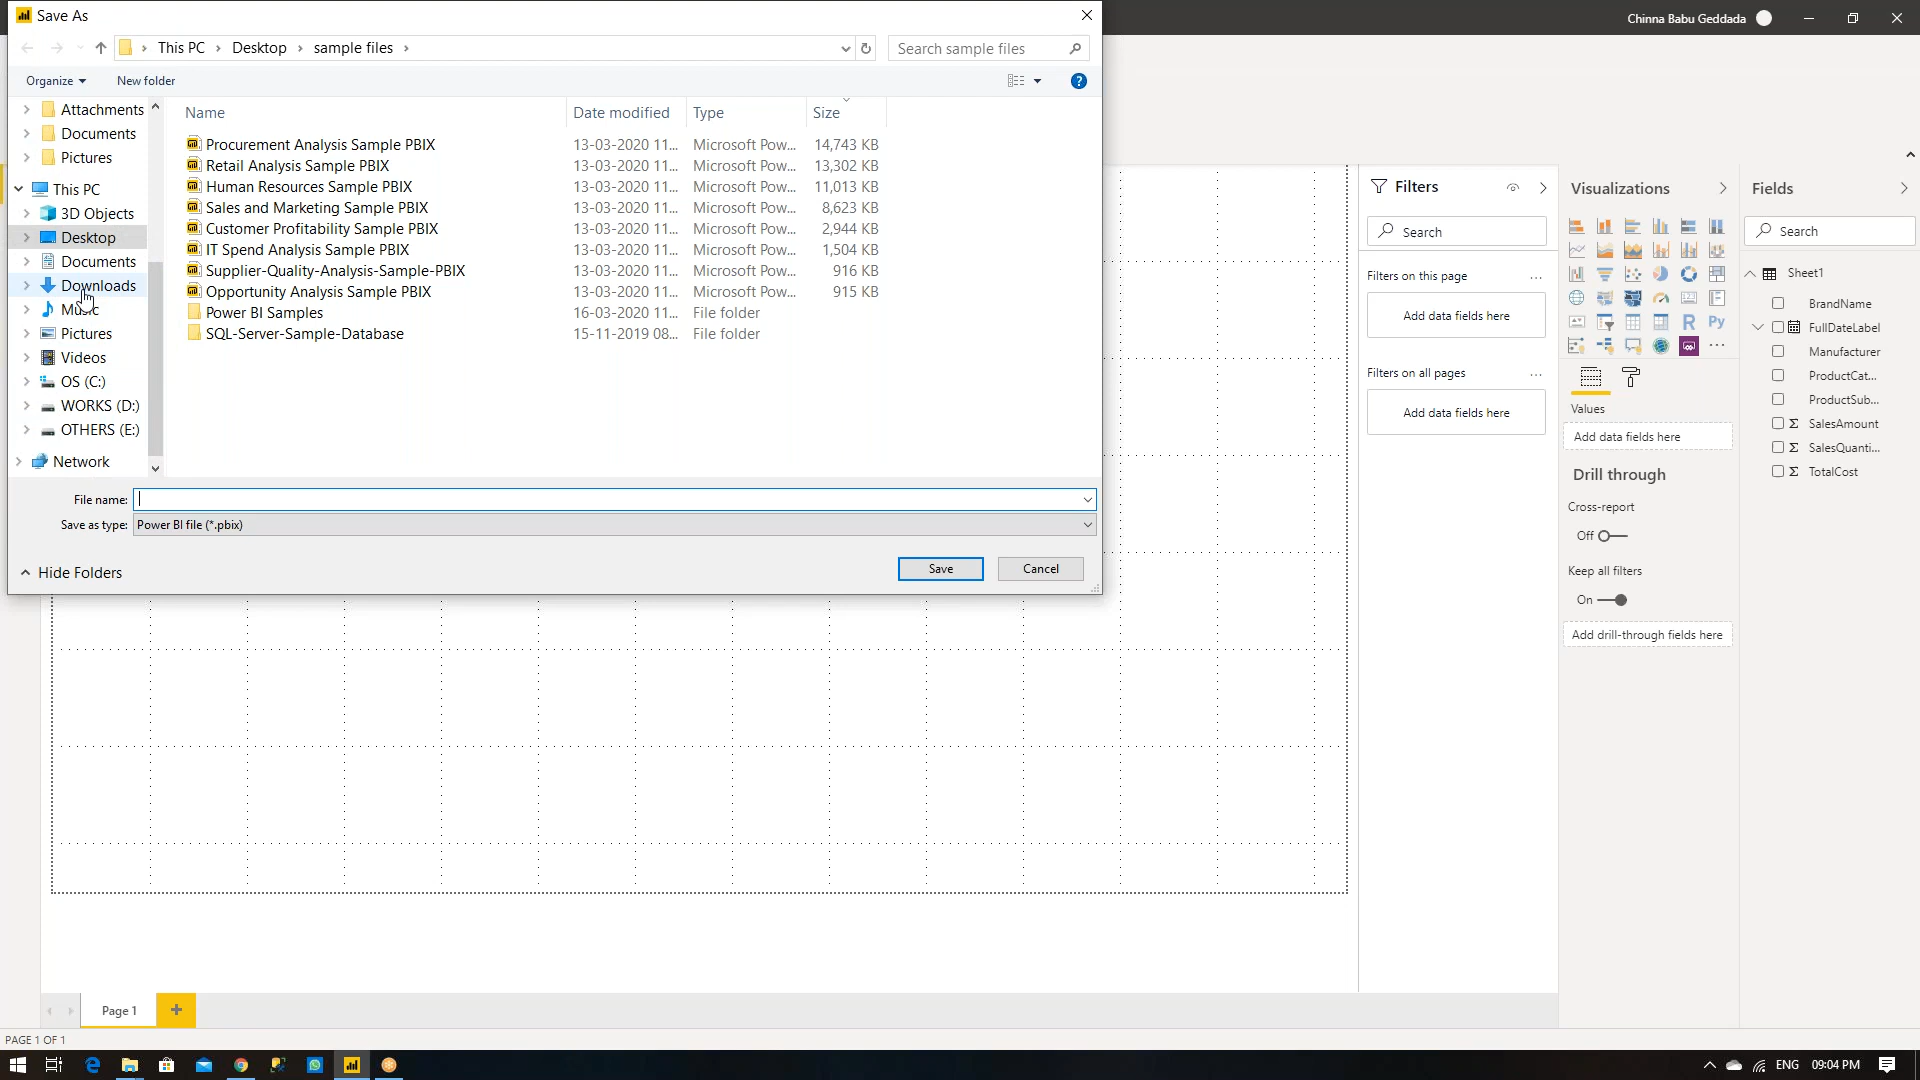 Save As
Chinna Babu Geddada
This PC
Desktop
sample files
Search sample files
Organize
New folder
?
Attachments
Documents
Pictures
This PC
3D Objects
Desktop
Documents
Downloads
Music
Pictures
Videos
OS (C:)
WORKS (D:)
OTHERS (E:)
Network
Name Date modified Type Size
Procurement Analysis Sample PBIX 13-03-2020 11... Microsoft Pow... 14,743 KB
Retail Analysis Sample PBIX 13-03-2020 11... Microsoft Pow... 13,302 KB
Human Resources Sample PBIX 13-03-2020 11... Microsoft Pow... 11,013 KB
Sales and Marketing Sample PBIX 13-03-2020 11... Microsoft Pow... 8,623 KB
Customer Profitability Sample PBIX 13-03-2020 11... Microsoft Pow... 2,944 KB
IT Spend Analysis Sample PBIX 13-03-2020 11... Microsoft Pow... 1,504 KB
Supplier-Quality-Analysis-Sample-PBIX 13-03-2020 11... Microsoft Pow... 916 KB
Opportunity Analysis Sample PBIX 13-03-2020 11... Microsoft Pow... 915 KB
Power BI Samples 16-03-2020 11... File folder
SQL-Server-Sample-Database 15-11-2019 08... File folder
File name:
Save as type: Power BI file (*.pbix)
Hide Folders
Save
Cancel
Filters
Search
Filters on this page ...
Add data fields here
Filters on all pages ...
Add data fields here
Visualizations
R Py
...
Values
Add data fields here
Drill through
Cross-report
Off
Keep all filters
On
Add drill-through fields here
Fields
Search
Sheet1
BrandName
FullDateLabel
Manufacturer
ProductCat...
ProductSub...
Σ SalesAmount
Σ SalesQuanti...
Σ TotalCost
Page 1
+
PAGE 1 OF 1
ENG
09:04 PM